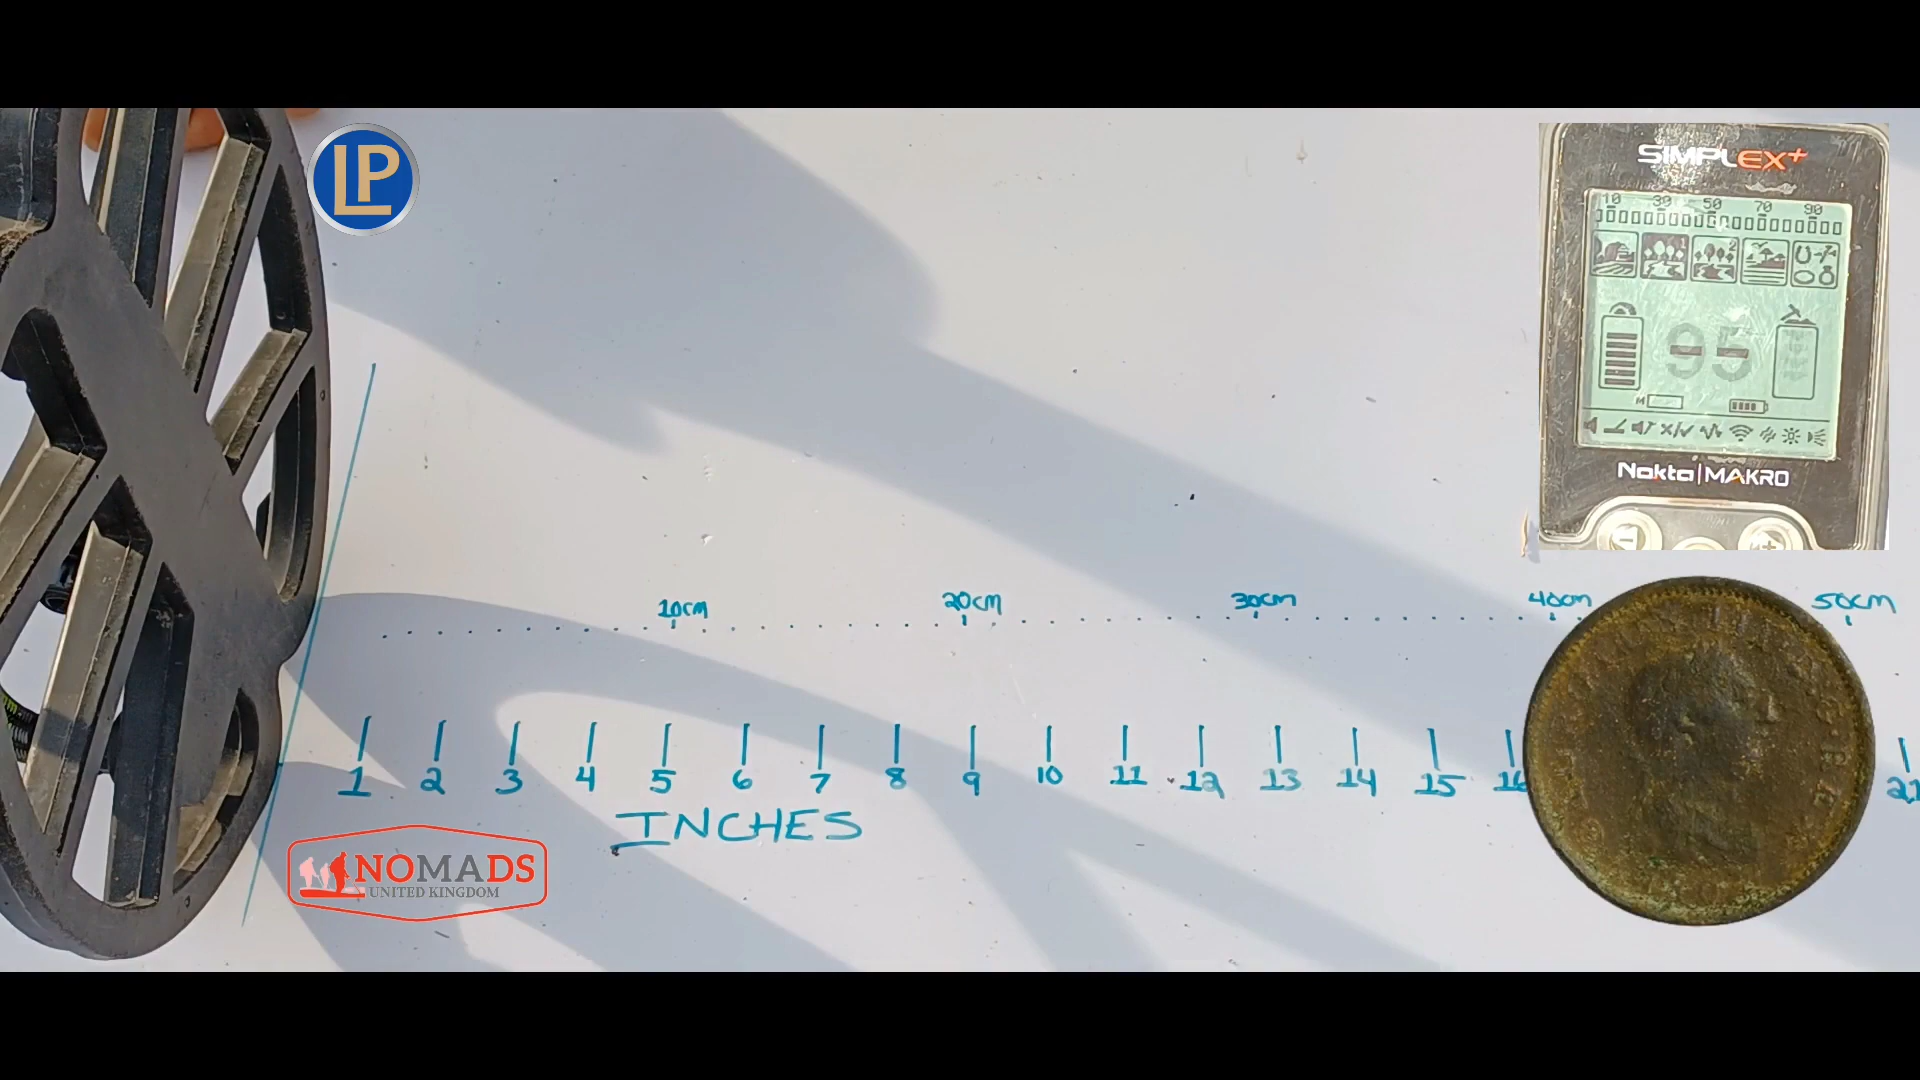 LP
SIMPLEX+
10 30 50 70 90
95
M
Nokta|MAKRO
10cm 20cm 30cm 40cm 50cm
1 2 3 4 5 6 7 8 9 10 11 12 13 14 15 16 21
INCHES
NOMADS
UNITED KINGDOM